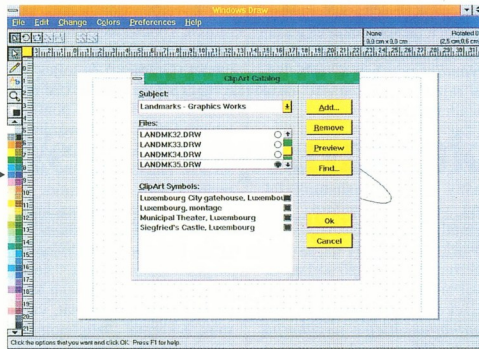 Windows Draw
File Edit Change Colors Preferences Help
None
Rotated 0
0,0 cm x 0,0 cm
ClipArt Catalog
Subject:
Landmarks - Graphics Works
Add...
Files:
Remove
LANDMK32.DRW
LANDMK33.DRW
Preview
LANDMK34.DRW
LANDMK35.DRW
Find...
ClipArt Symbols:
Luxembourg City gatehouse, Luxembou
Luxembourg, montage
Municipal Theater, Luxembourg
Siegfried's Castle, Luxembourg
Ok
Cancel
Click the options that you want and click OK. Press F1 for help.